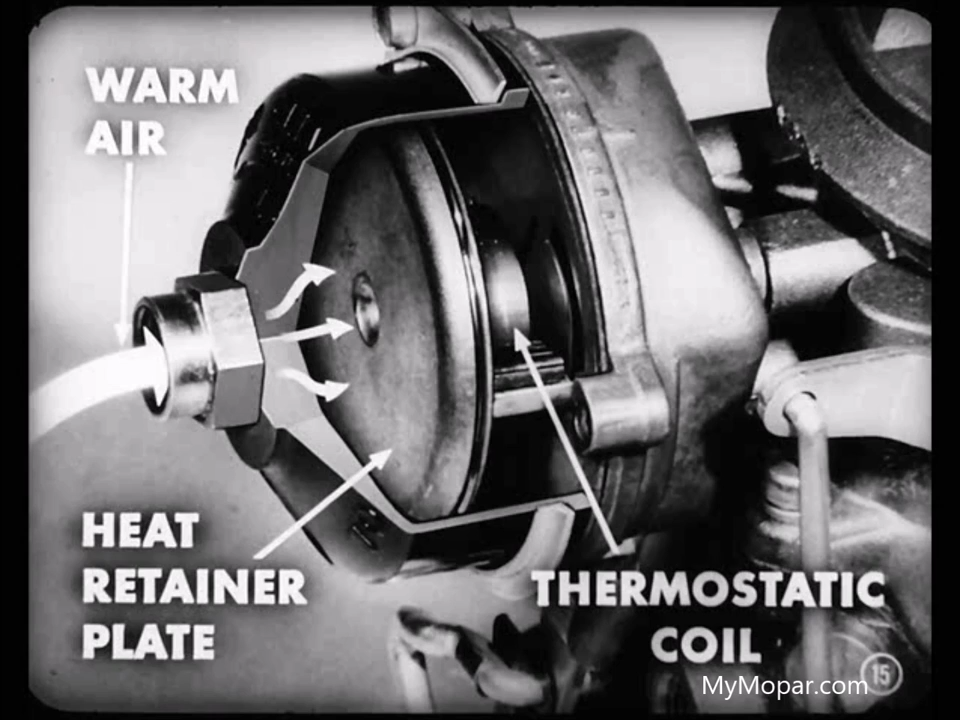 WARM
AIR
HEAT
RETAINER
PLATE
THERMOSTATIC
COIL
15
MyMopar.com